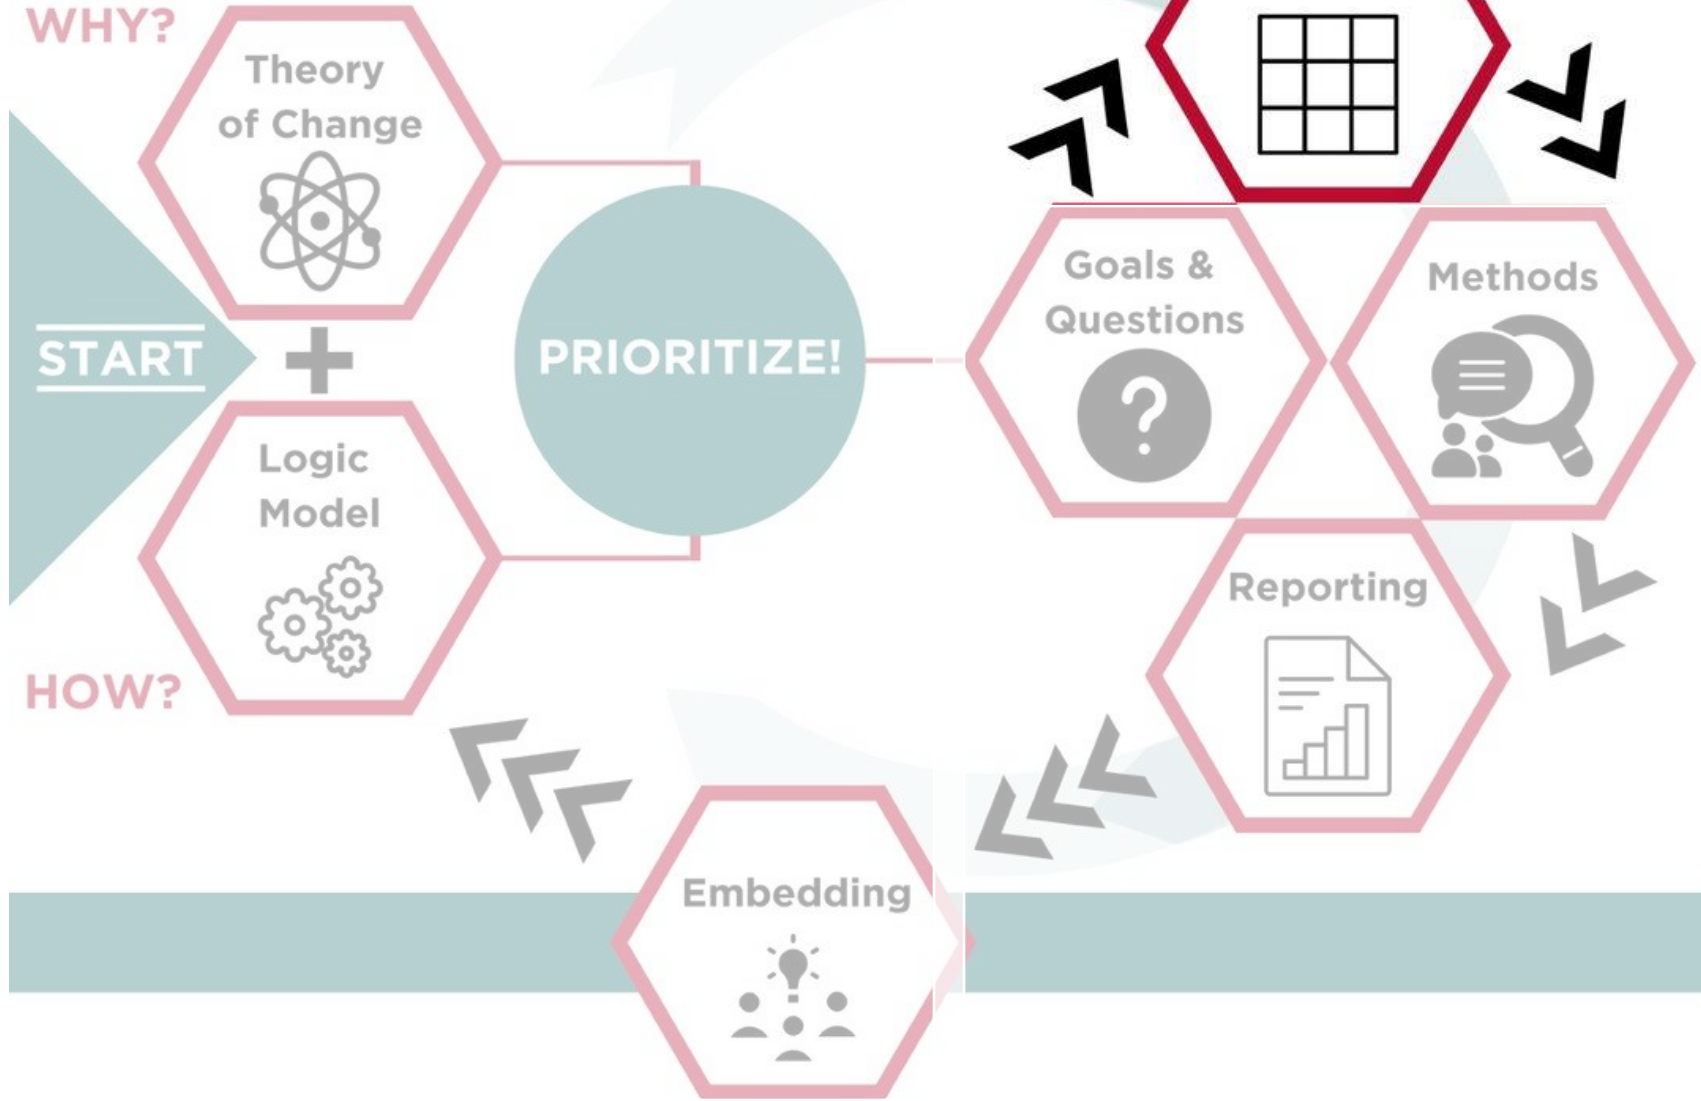 WHY?
Theory
of Change
START
Logic
Model
HOW?
PRIORITIZE!
Goals &
Questions
Methods
Reporting
Embedding